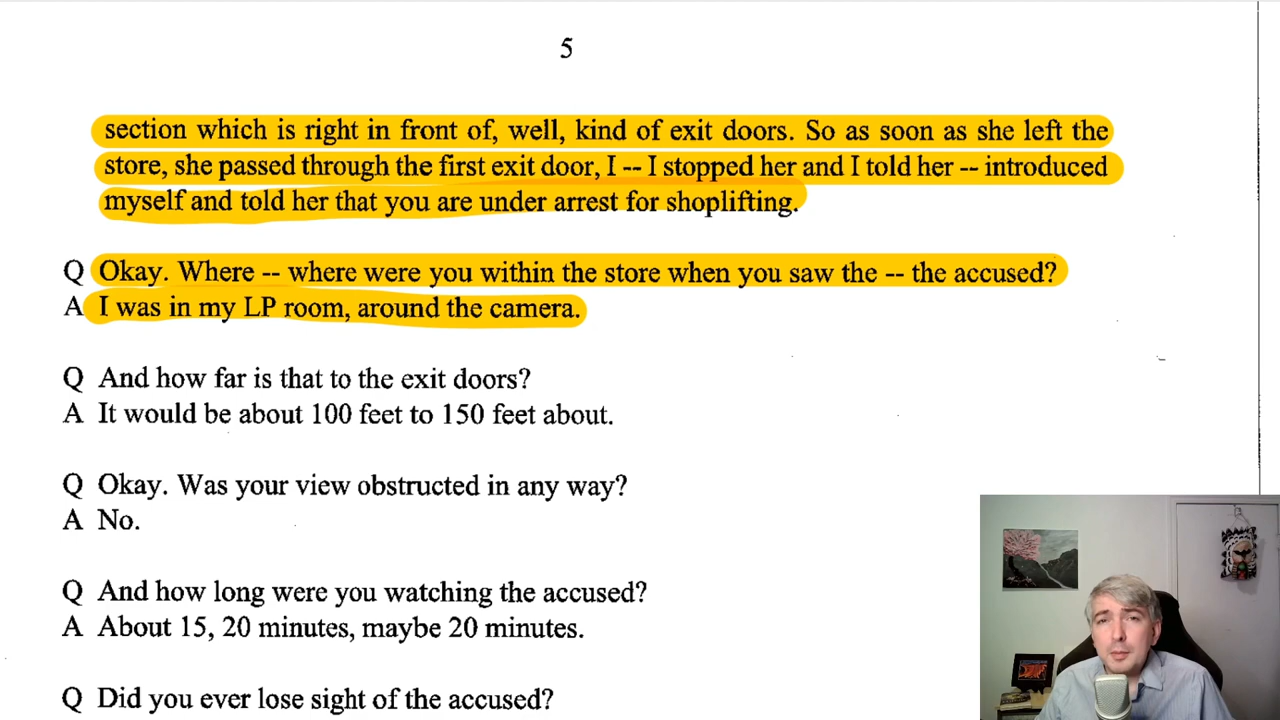 5
section which is right in front of, well, kind of exit doors. So as soon as she left the
store, she passed through the first exit door, I -- I stopped her and I told her -- introduced
myself and told her that you are under arrest for shoplifting.
Q Okay. Where -- where were you within the store when you saw the -- the accused?
A I was in my LP room, around the camera.
Q And how far is that to the exit doors?
A It would be about 100 feet to 150 feet about.
Q Okay. Was your view obstructed in any way?
A No.
Q And how long were you watching the accused?
A About 15, 20 minutes, maybe 20 minutes.
Q Did you ever lose sight of the accused?